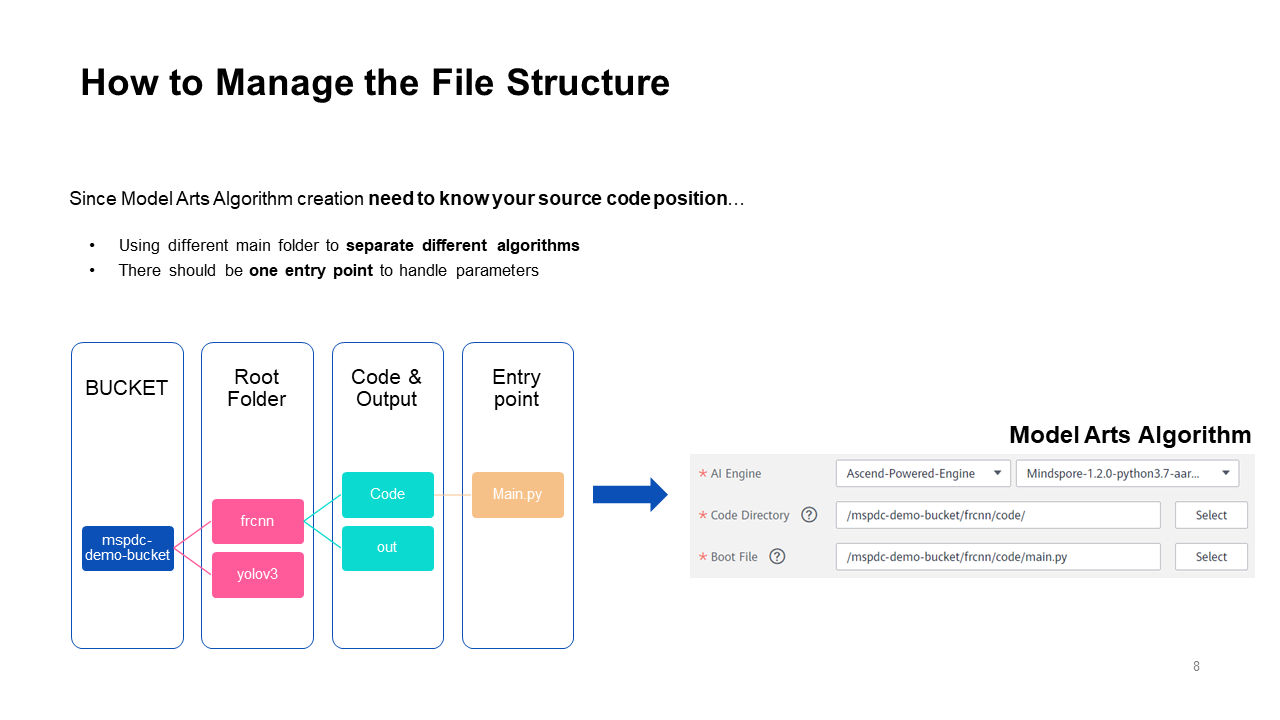 How to Manage the File Structure
Since Model Arts Algorithm creation need to know your source code position…
• Using different main folder to separate different algorithms
• There should be one entry point to handle parameters
BUCKET
Root
Folder
Code &
Output
Entry
point
mspdc-
demo-bucket
frcnn
yolov3
Code
out
Main.py
Model Arts Algorithm
* AI Engine Ascend-Powered-Engine Mindspore-1.2.0-python3.7-aar...
* Code Directory ? /mspdc-demo-bucket/frcnn/code/ Select
* Boot File ? /mspdc-demo-bucket/frcnn/code/main.py Select
8